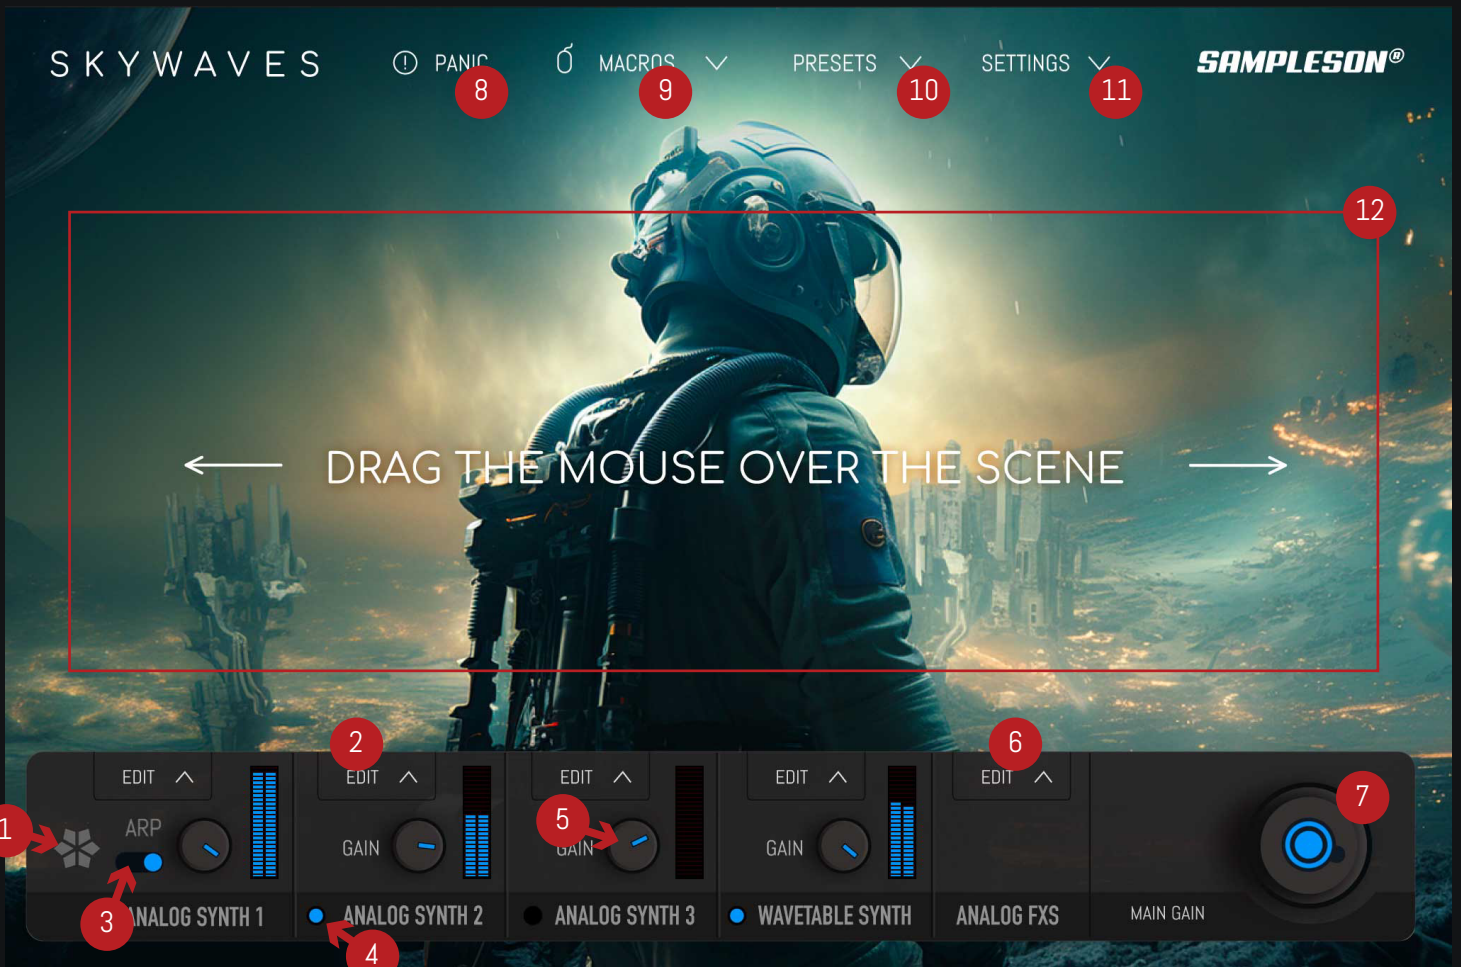 SKYWAVES
PANIC
MACROS
PRESETS
SETTINGS
SAMPLESON®
8
9
10
11
12
DRAG THE MOUSE OVER THE SCENE
2
6
EDIT
EDIT
EDIT
EDIT
EDIT
7
1
ARP
GAIN
5
GAIN
GAIN
3
ANALOG SYNTH 1
ANALOG SYNTH 2
ANALOG SYNTH 3
WAVETABLE SYNTH
ANALOG FXS
MAIN GAIN
4